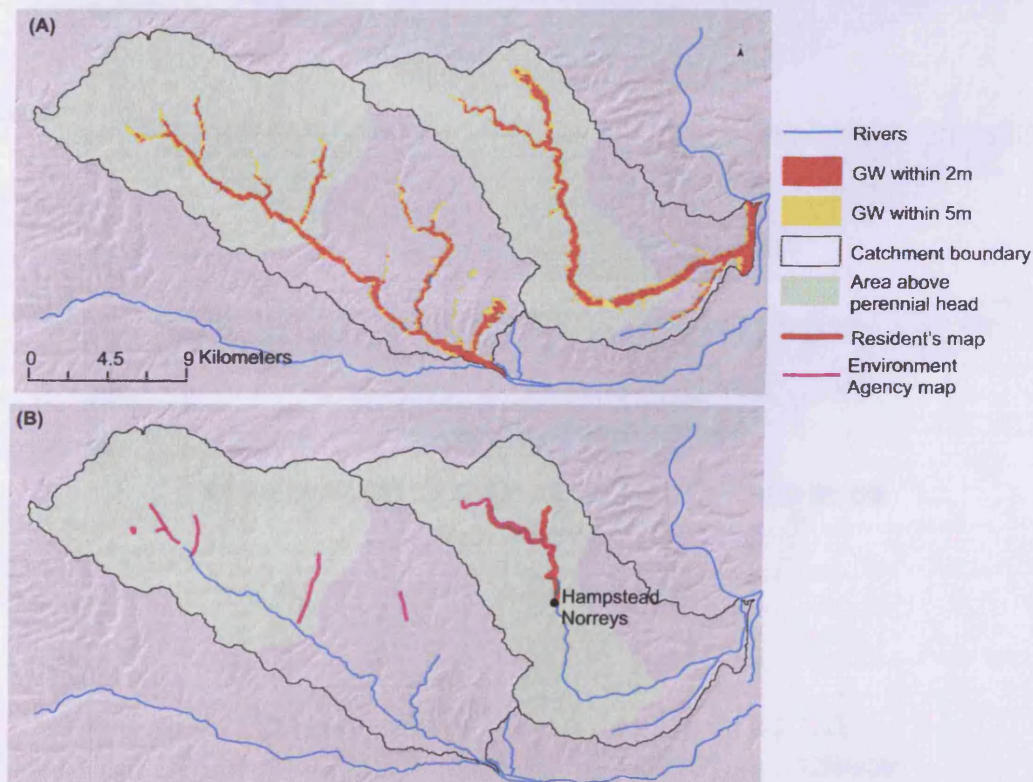 (A)
0 4.5 9 Kilometers
Rivers
GW within 2m
GW within 5m
Catchment boundary
Area above
perennial head
Resident's map
Environment
Agency map
(B)
Hampstead
Norreys